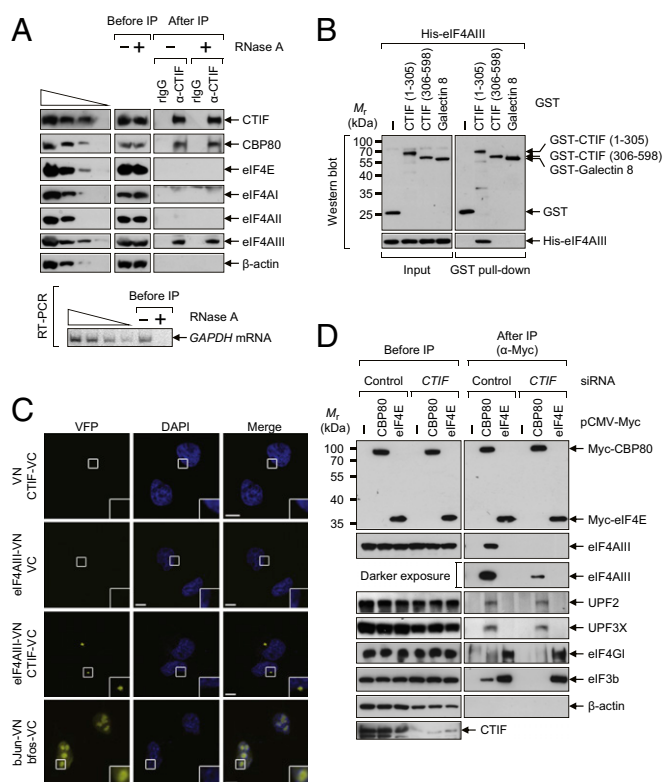 A
Before IP After IP
− + − + RNase A
rIgG α-CTIF rIgG α-CTIF
CTIF
CBP80
eIF4E
eIF4AI
eIF4AII
eIF4AIII
β-actin
RT-PCR
Before IP
− + RNase A
GAPDH mRNA
B
His-eIF4AIII
− CTIF (1-305) CTIF (306-598) Galectin 8 − CTIF (1-305) CTIF (306-598) Galectin 8 GST
Mr
(kDa)
100
70
55
40
35
25
Western blot
GST-CTIF (1-305)
GST-CTIF (306-598)
GST-Galectin 8
GST
His-eIF4AIII
Input GST pull-down
C
VFP DAPI Merge
VN
CTIF-VC
eIF4AIII-VN
VC
eIF4AIII-VN
CTIF-VC
bJun-VN
bfos-VC
D
Before IP After IP
(α-Myc)
Control CTIF Control CTIF siRNA
− CBP80 eIF4E − CBP80 eIF4E − CBP80 eIF4E − CBP80 eIF4E pCMV-Myc
Mr
(kDa)
100
70
55
40
35
Myc-CBP80
Myc-eIF4E
eIF4AIII
Darker exposure
eIF4AIII
UPF2
UPF3X
eIF4GI
eIF3b
β-actin
CTIF